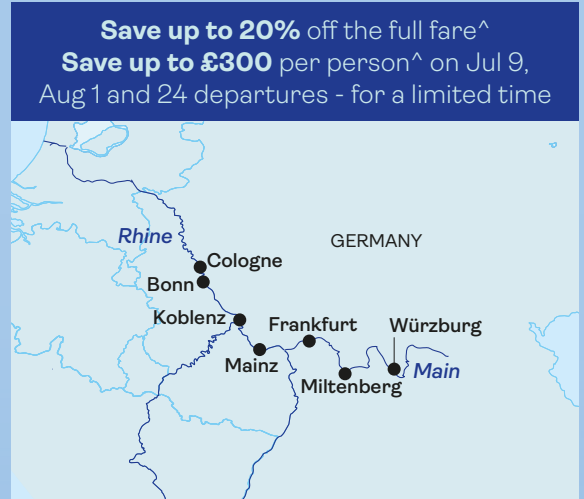 Save up to 20% off the full fare^
Save up to £300 per person^ on Jul 9,
Aug 1 and 24 departures - for a limited time
Rhine
GERMANY
Cologne
Bonn
Koblenz
Frankfurt
Würzburg
Mainz
Main
Miltenberg